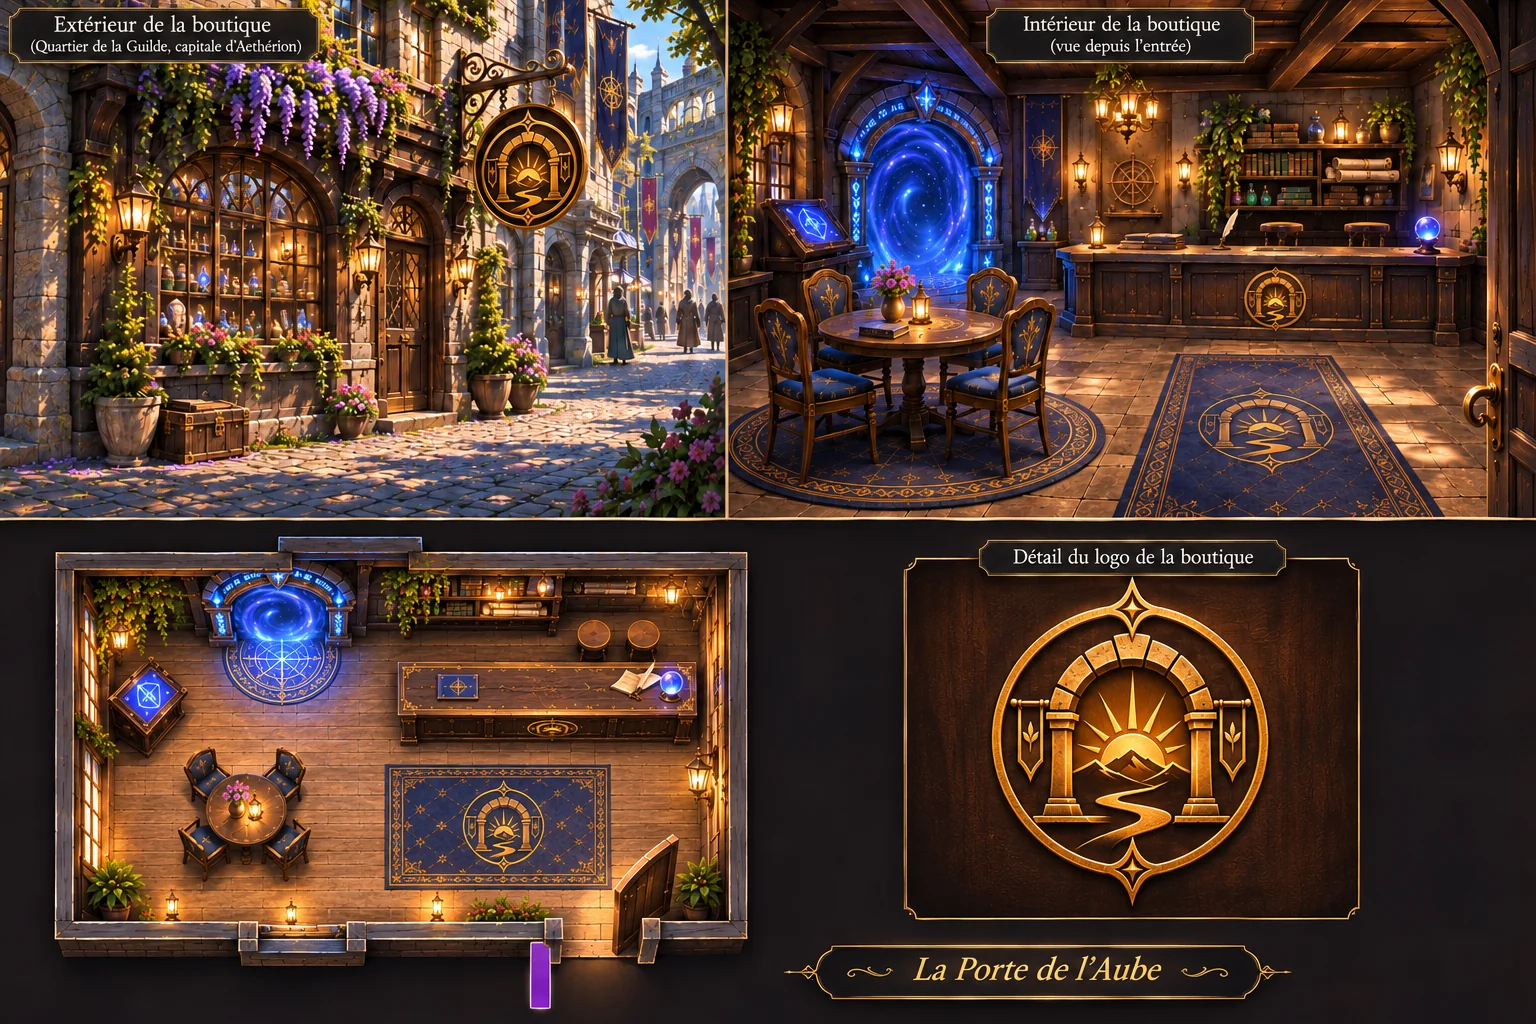 Extérieur de la boutique
(Quartier de la Guilde, capitale d'Aethérion)
Intérieur de la boutique
(vue depuis l'entrée)
Détail du logo de la boutique
La Porte de l'Aube